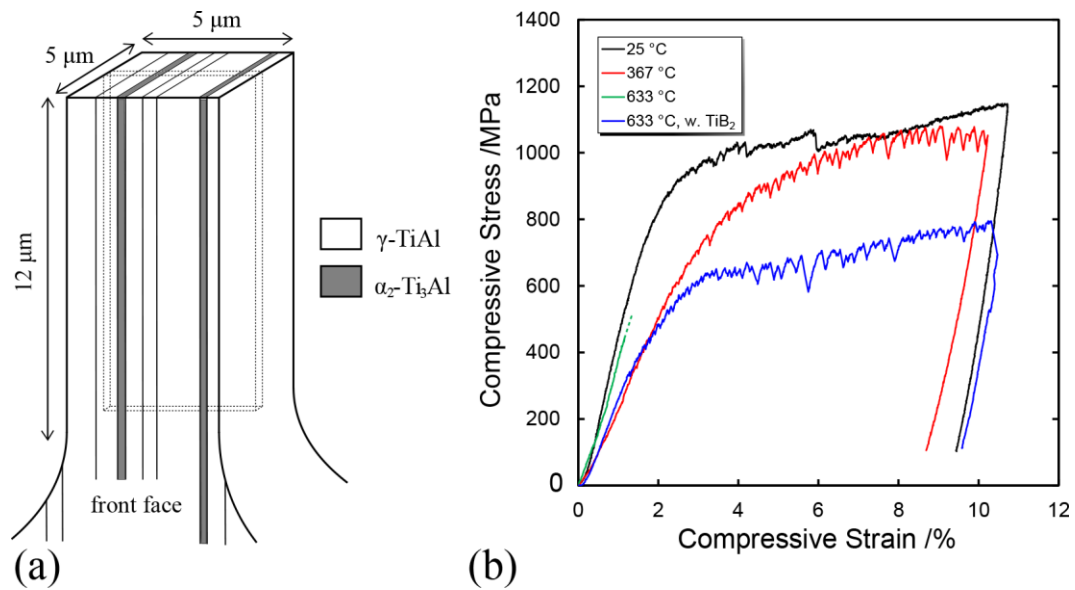 5 μm
5 μm
12 μm
γ-TiAl
α₂-Ti₃Al
front face
(a)
1400
1200
1000
800
600
400
200
0
Compressive Stress /MPa
25 °C
367 °C
633 °C
633 °C, w. TiB₂
0
2
4
6
8
10
12
Compressive Strain /%
(b)